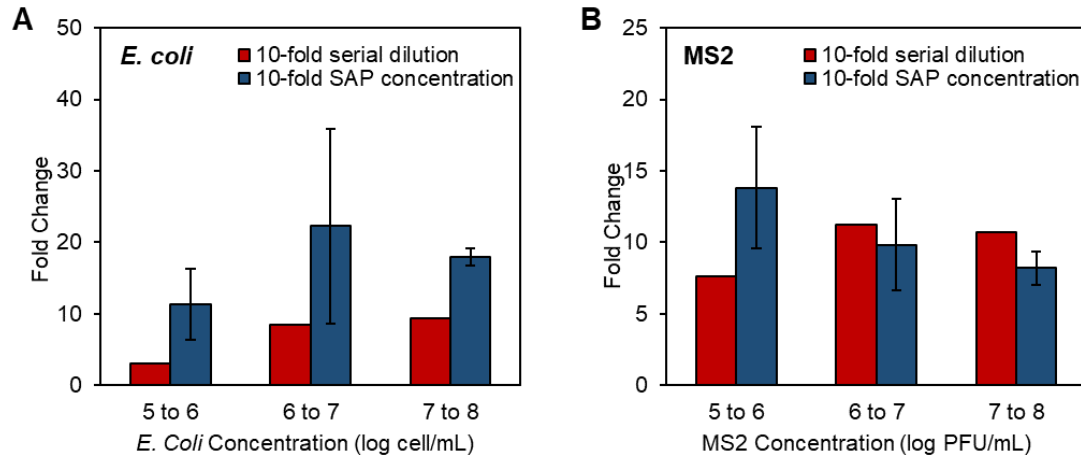 A
E. coli
10-fold serial dilution
10-fold SAP concentration
Fold Change
50
40
30
20
10
0
5 to 6
6 to 7
7 to 8
E. Coli Concentration (log cell/mL)
B
MS2
10-fold serial dilution
10-fold SAP concentration
Fold Change
25
20
15
10
5
0
5 to 6
6 to 7
7 to 8
MS2 Concentration (log PFU/mL)